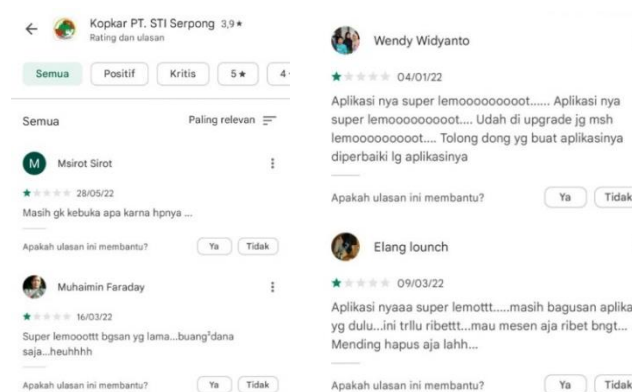 Kopkar PT. STI Serpong 3,9★
Rating dan ulasan
Semua
Positif
Kritis
5★
4
Semua
Paling relevan
M
Msirot Sirot
28/05/22
Masih gk kebuka apa karna hpnya ...
Apakah ulasan ini membantu?
Ya
Tidak
Muhaimin Faraday
16/03/22
Super lemooottt bgsan yg lama...buang²dana
saja...heuhhhh
Apakah ulasan ini membantu?
Ya
Tidak
Wendy Widyanto
04/01/22
Aplikasi nya super lemooooooooot...... Aplikasi nya
super lemooooooooot.... Udah di upgrade jg msh
lemooooooooot.... Tolong dong yg buat aplikasinya
diperbaiki lg aplikasinya
Apakah ulasan ini membantu?
Ya
Tidak
Elang lounch
09/03/22
Aplikasi nyaaa super lemottt.....masih bagusan aplika
yg dulu...ini trllu ribettt...mau mesen aja ribet bngt...
Mending hapus aja lahh...
Apakah ulasan ini membantu?
Ya
Tidak